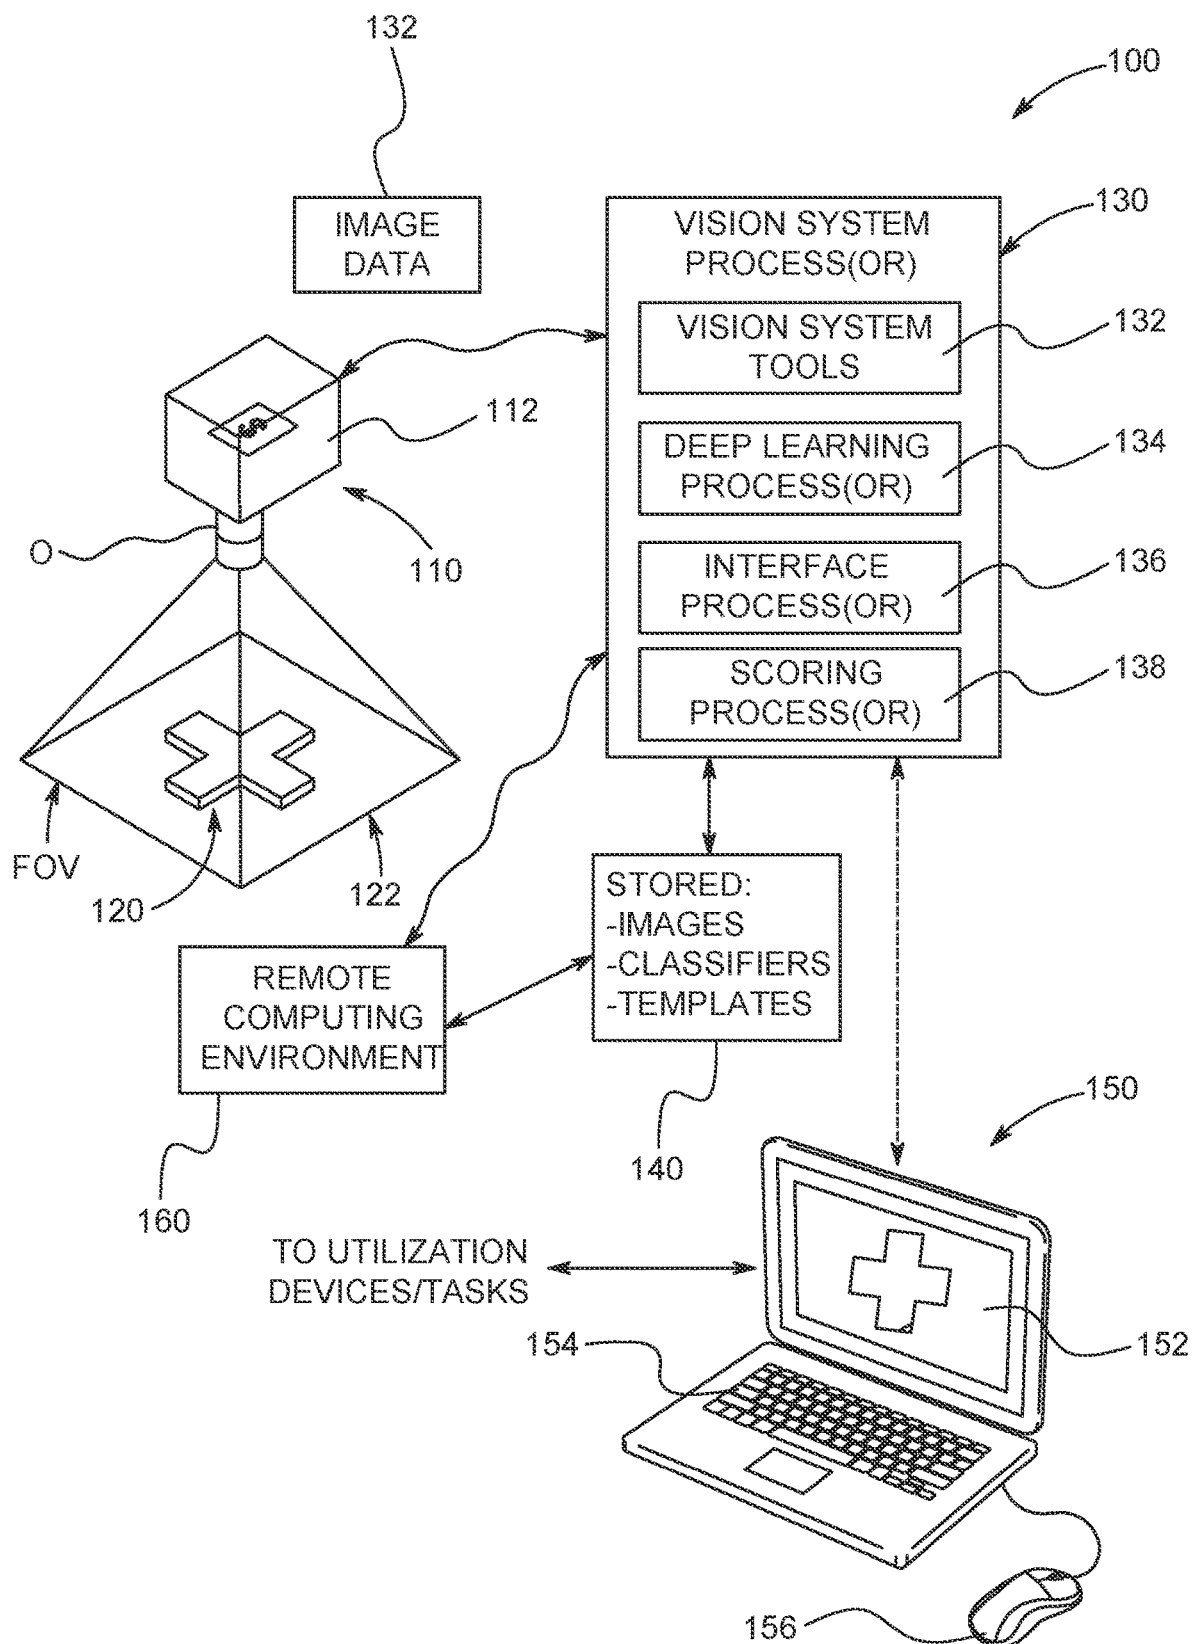 132
100
IMAGE
DATA
VISION SYSTEM
PROCESS(OR)
130
VISION SYSTEM
TOOLS
132
S
112
DEEP LEARNING
PROCESS(OR)
134
O
110
INTERFACE
PROCESS(OR)
136
SCORING
PROCESS(OR)
138
FOV
120
122
STORED:
-IMAGES
-CLASSIFIERS
-TEMPLATES
REMOTE
COMPUTING
ENVIRONMENT
160
140
150
TO UTILIZATION
DEVICES/TASKS
152
154
156